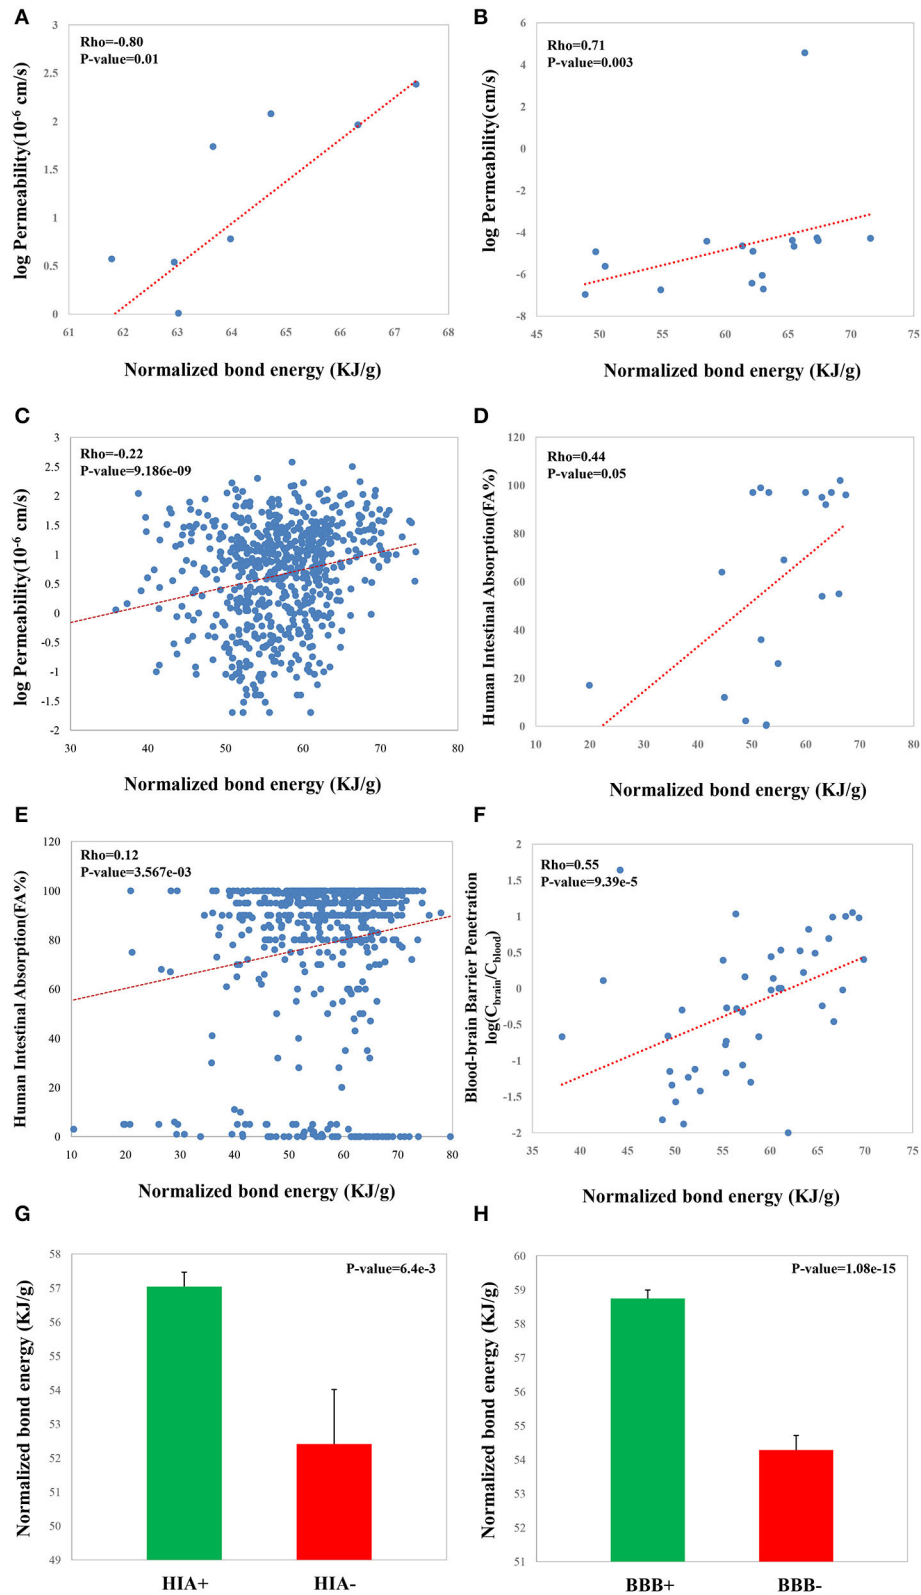 A
Rho=-0.80
P-value=0.01
log Permeability(10-6 cm/s)
3
2.5
2
1.5
1
0.5
0
61 62 63 64 65 66 67 68
Normalized bond energy (KJ/g)
B
Rho=0.71
P-value=0.003
log Permeability(cm/s)
6
4
2
0
-2
-4
-6
-8
45 50 55 60 65 70 75
Normalized bond energy (KJ/g)
C
Rho=-0.22
P-value=9.186e-09
log Permeability(10-6 cm/s)
3
2.5
2
1.5
1
0.5
0
-0.5
-1
-1.5
-2
30 40 50 60 70 80
Normalized bond energy (KJ/g)
D
Rho=0.44
P-value=0.05
Human Intestinal Absorption(FA%)
120
100
80
60
40
20
0
10 20 30 40 50 60 70 80
Normalized bond energy (KJ/g)
E
Rho=0.12
P-value=3.567e-03
Human Intestinal Absorption(FA%)
120
100
80
60
40
20
0
10 20 30 40 50 60 70 80
Normalized bond energy (KJ/g)
F
Rho=0.55
P-value=9.39e-5
Blood-brain Barrier Penetration
log(Cbrain/Cblood)
2
1.5
1
0.5
0
-0.5
-1
-1.5
-2
35 45 55 65 75
Normalized bond energy (KJ/g)
G
P-value=6.4e-3
Normalized bond energy (KJ/g)
58
57
56
55
54
53
52
51
50
49
HIA+ HIA-
H
P-value=1.08e-15
Normalized bond energy (KJ/g)
60
59
58
57
56
55
54
53
52
51
BBB+ BBB-